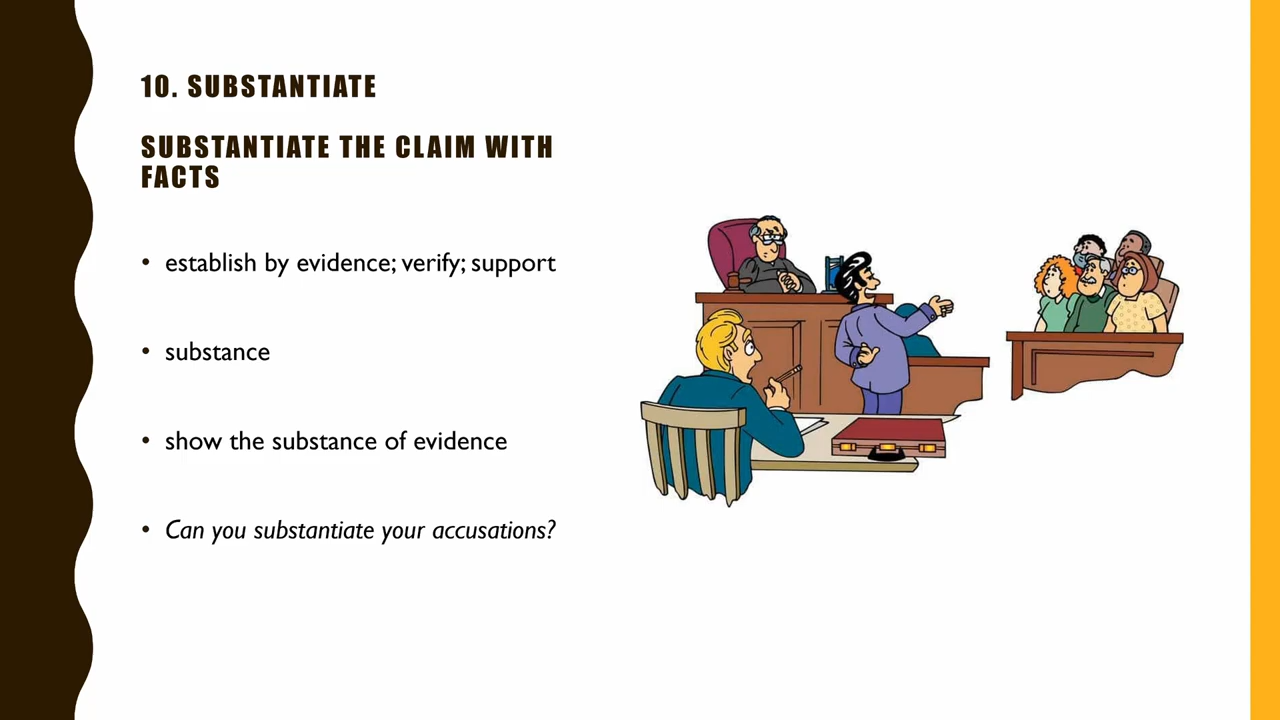 10. SUBSTANTIATE
SUBSTANTIATE THE CLAIM WITH
FACTS
• establish by evidence; verify; support
• substance
• show the substance of evidence
• Can you substantiate your accusations?